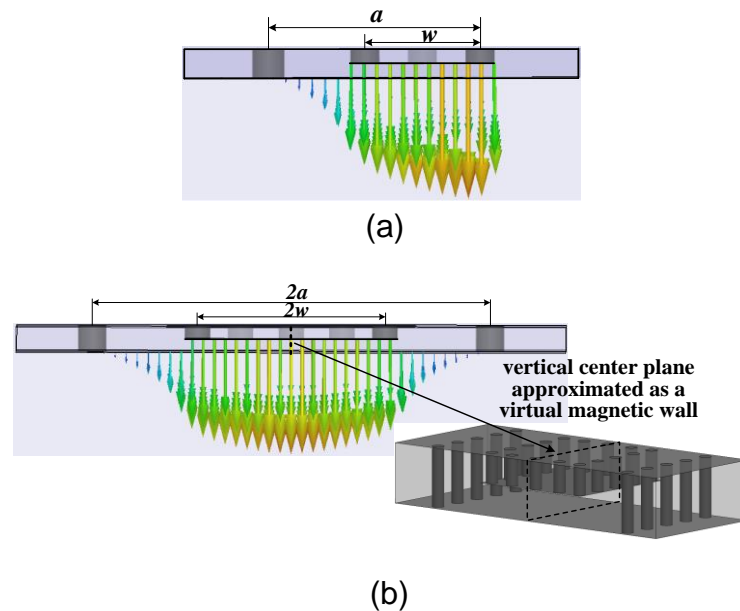 a
w
(a)
2a
2w
vertical center plane
approximated as a
virtual magnetic wall
(b)